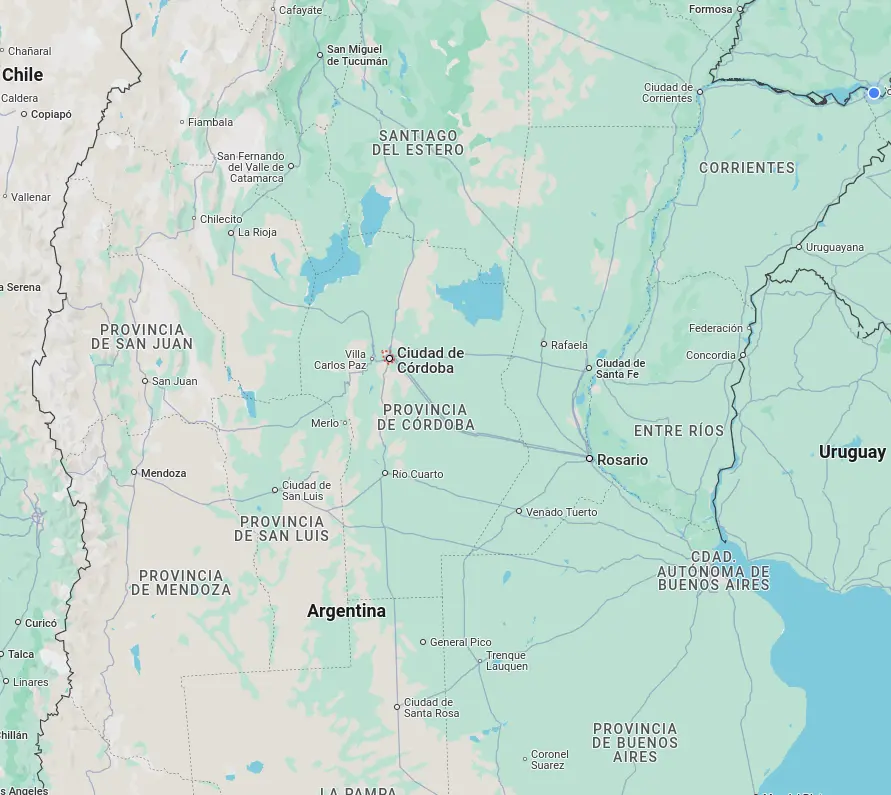 Cafayate
Formosa
San Miguel
de Tucumán
Chañaral
Chile
Caldera
Copiapó
Ciudad de
Corrientes
Fiambala
SANTIAGO
DEL ESTERO
San Fernando
del Valle de
Catamarca
CORRIENTES
Vallenar
Chilecito
La Rioja
Uruguayana
a Serena
PROVINCIA
DE SAN JUAN
Federación
Rafaela
Villa
Carlos Paz
Ciudad de
Córdoba
Concordia
Ciudad de
Santa Fe
San Juan
PROVINCIA
DE CÓRDOBA
Merlo
ENTRE RÍOS
Uruguay
Rosario
Mendoza
Río Cuarto
Ciudad de
San Luis
Venado Tuerto
PROVINCIA
DE SAN LUIS
CDAD.
AUTÓNOMA DE
BUENOS AIRES
PROVINCIA
DE MENDOZA
Argentina
Curicó
General Pico
Talca
Trenque
Lauquen
Linares
Ciudad de
Santa Rosa
hillán
PROVINCIA
DE BUENOS
AIRES
Coronel
Suarez
s Angeles
LA PAMPA